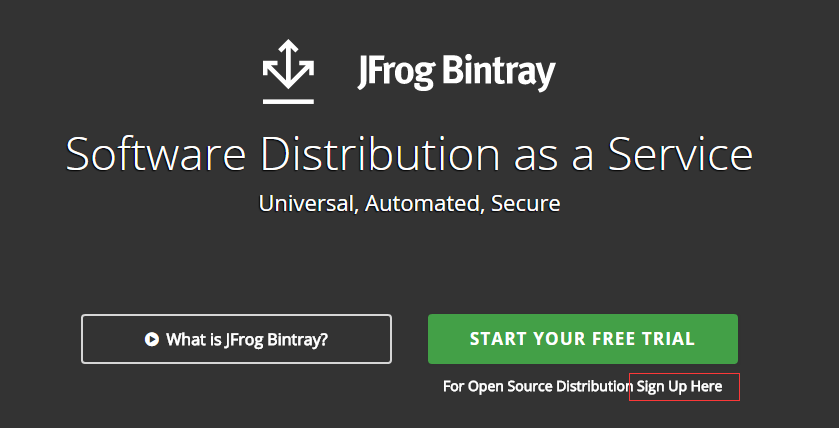 JFrog Bintray
Software Distribution as a Service
Universal, Automated, Secure
What is JFrog Bintray?
START YOUR FREE TRIAL
For Open Source Distribution Sign Up Here